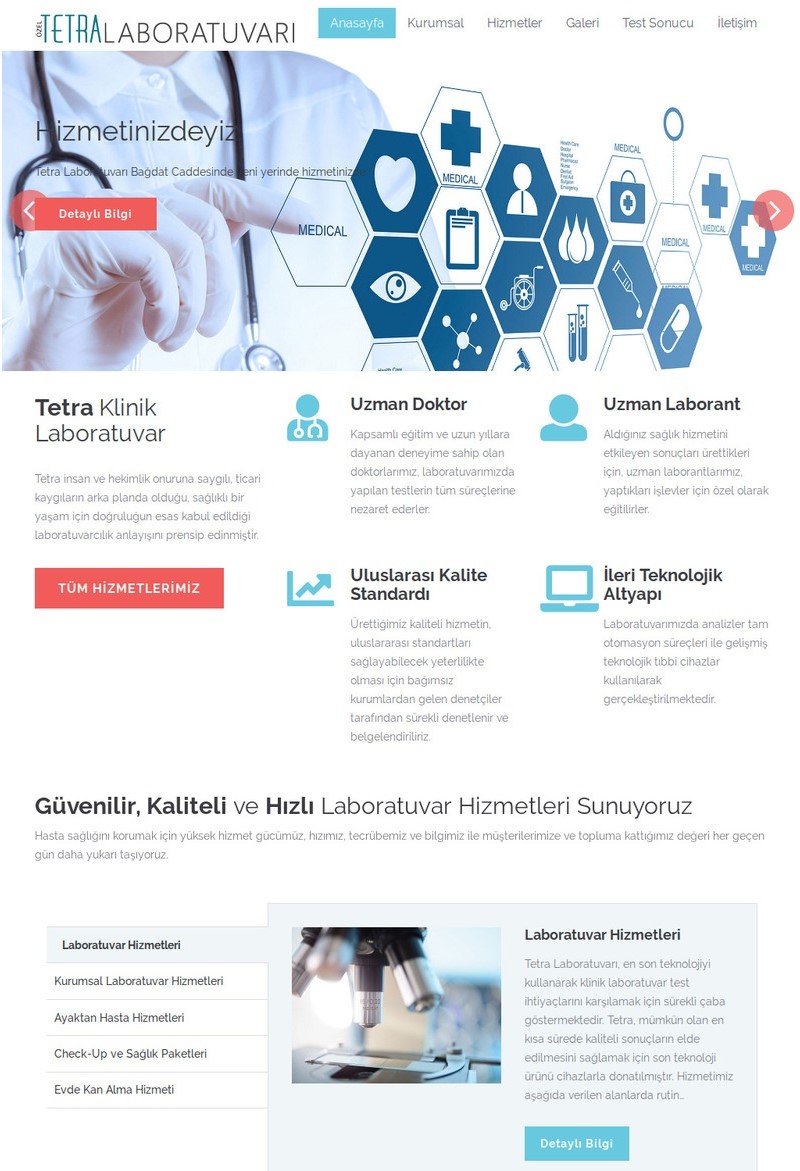 ÖZEL TETRA LABORATUVARI
Anasayfa Kurumsal Hizmetler Galeri Test Sonucu İletişim
Hizmetinizdeyiz
Tetra Laboratuvarı Bağdat Caddesinde yeni yerinde
Detaylı Bilgi
MEDICAL
MEDICAL
Health Care
MEDICAL
MEDICAL
MEDICAL
MEDICAL
Health Care
Tetra Klinik
Laboratuvar
Tetra insan ve hekimlik onuruna saygılı, ticari
kaygıların arka planda olduğu, sağlıklı bir
yaşam için doğruluğun esas kabul edildiği
laboratuvarcılık anlayışını prensip edinmiştir.
TÜM HİZMETLERİMİZ
Uzman Doktor
Kapsamlı eğitim ve uzun yıllara
dayanan deneyime sahip olan
doktorlarımız, laboratuvarımızda
yapılan testlerin tüm süreçlerine
nezaret ederler.
Uzman Laborant
Aldığınız sağlık hizmetini
etkileyen sonuçları ürettikleri
için, uzman laborantlarımız,
yaptıkları işlevler için özel olarak
eğitilirler.
Uluslarası Kalite
Standardı
Ürettiğimiz kaliteli hizmetin,
uluslararası standartları
sağlayabilecek yeterlilikte
olması için bağımsız
kurumlardan gelen denetçiler
tarafından sürekli denetlenir ve
belgelendiriliriz.
İleri Teknolojik
Altyapı
Laboratuvarımızda analizler tam
otomasyon süreçleri ile gelişmiş
teknolojik tıbbi cihazlar
kullanılarak
gerçekleştirilmektedir.
Güvenilir, Kaliteli ve Hızlı Laboratuvar Hizmetleri Sunuyoruz
Hasta sağlığını korumak için yüksek hizmet gücümüz, hızımız, tecrübemiz ve bilgimiz ile müşterilerimize ve topluma kattığımız değeri her geçen
gün daha yukarı taşıyoruz.
Laboratuvar Hizmetleri
Kurumsal Laboratuvar Hizmetleri
Ayaktan Hasta Hizmetleri
Check-Up ve Sağlık Paketleri
Evde Kan Alma Hizmeti
Laboratuvar Hizmetleri
Tetra Laboratuvarı, en son teknolojiyi
kullanarak klinik laboratuvar test
ihtiyaçlarını karşılamak için sürekli çaba
göstermektedir. Tetra, mümkün olan en
kısa sürede kaliteli sonuçların elde
edilmesini sağlamak için son teknoloji
ürünü cihazlarla donatılmıştır. Hizmetimiz
aşağıda verilen alanlarda rutin...
Detaylı Bilgi